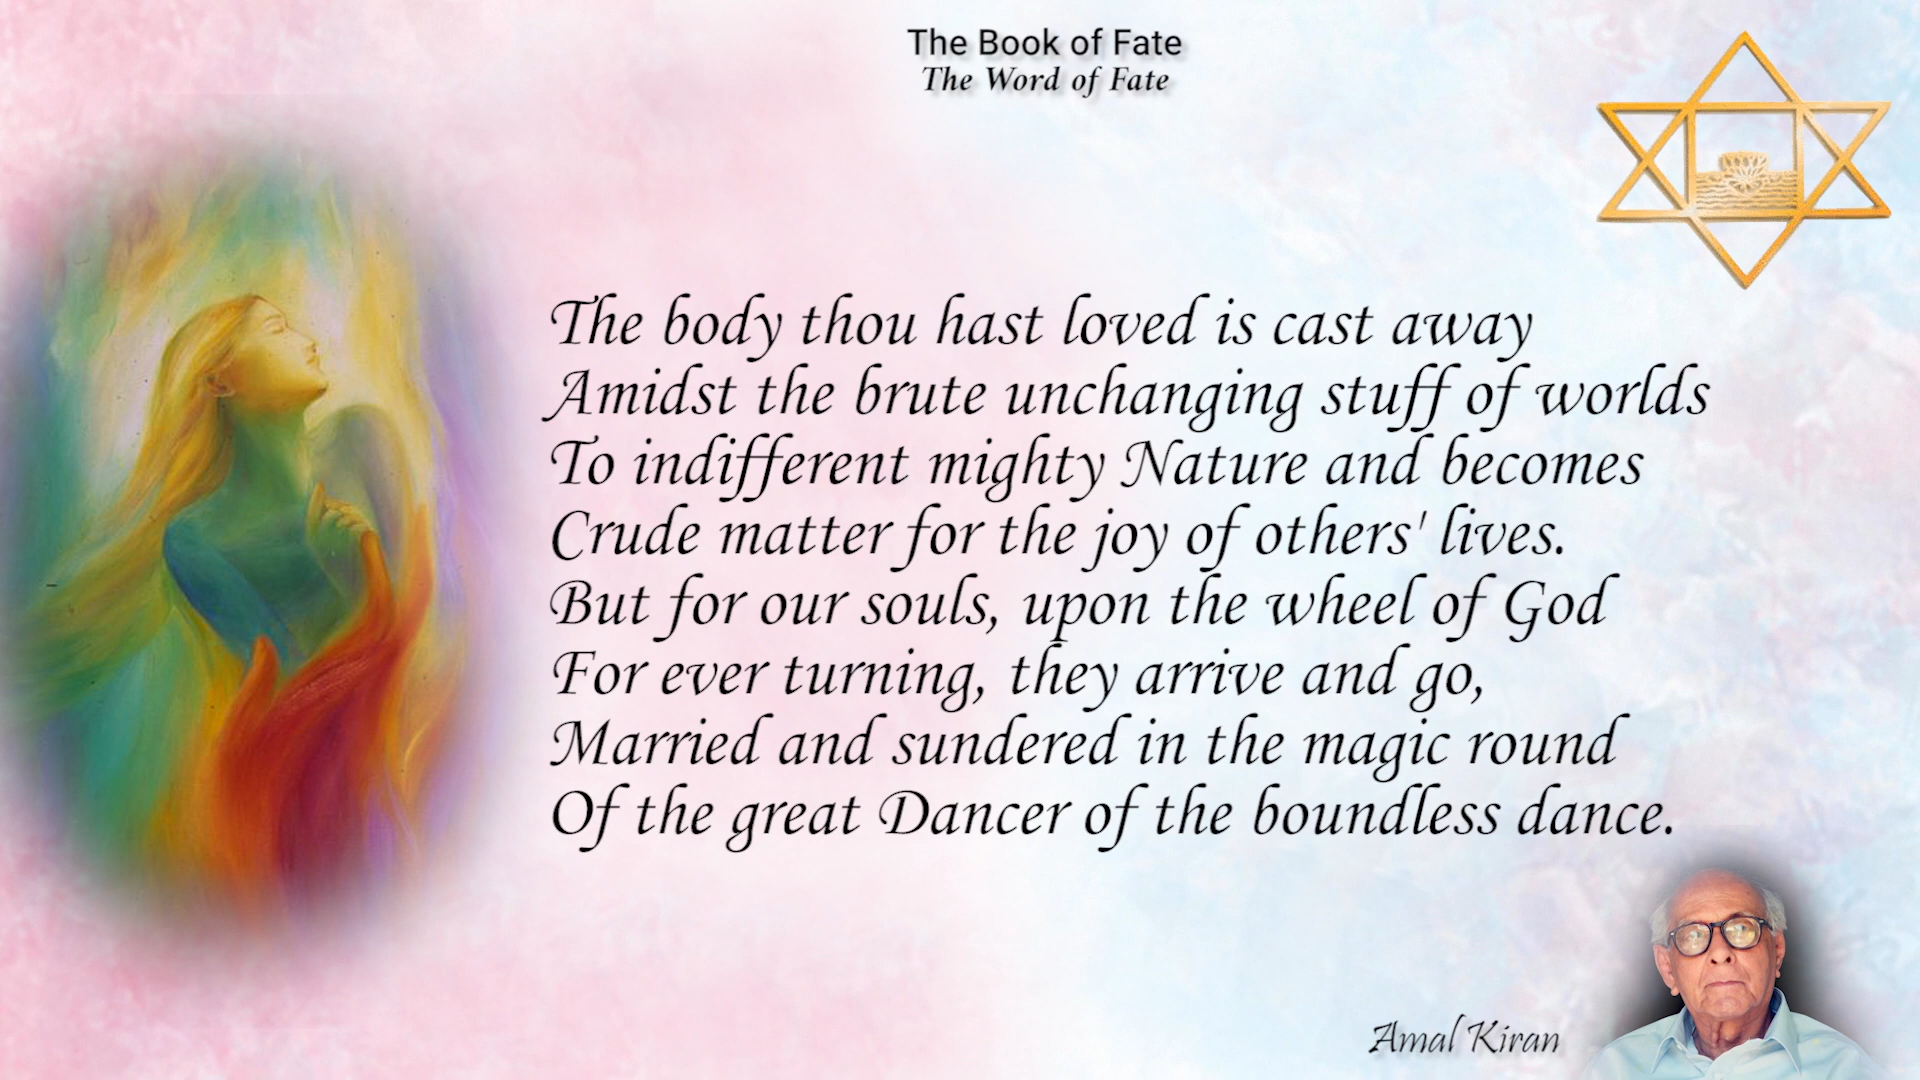 The Book of Fate
The Word of Fate
The body thou hast loved is cast away
Amidst the brute unchanging stuff of worlds
To indifferent mighty Nature and becomes
Crude matter for the joy of others' lives.
But for our souls, upon the wheel of God
For ever turning, they arrive and go,
Married and sundered in the magic round
Of the great Dancer of the boundless dance.
Amal Kiran